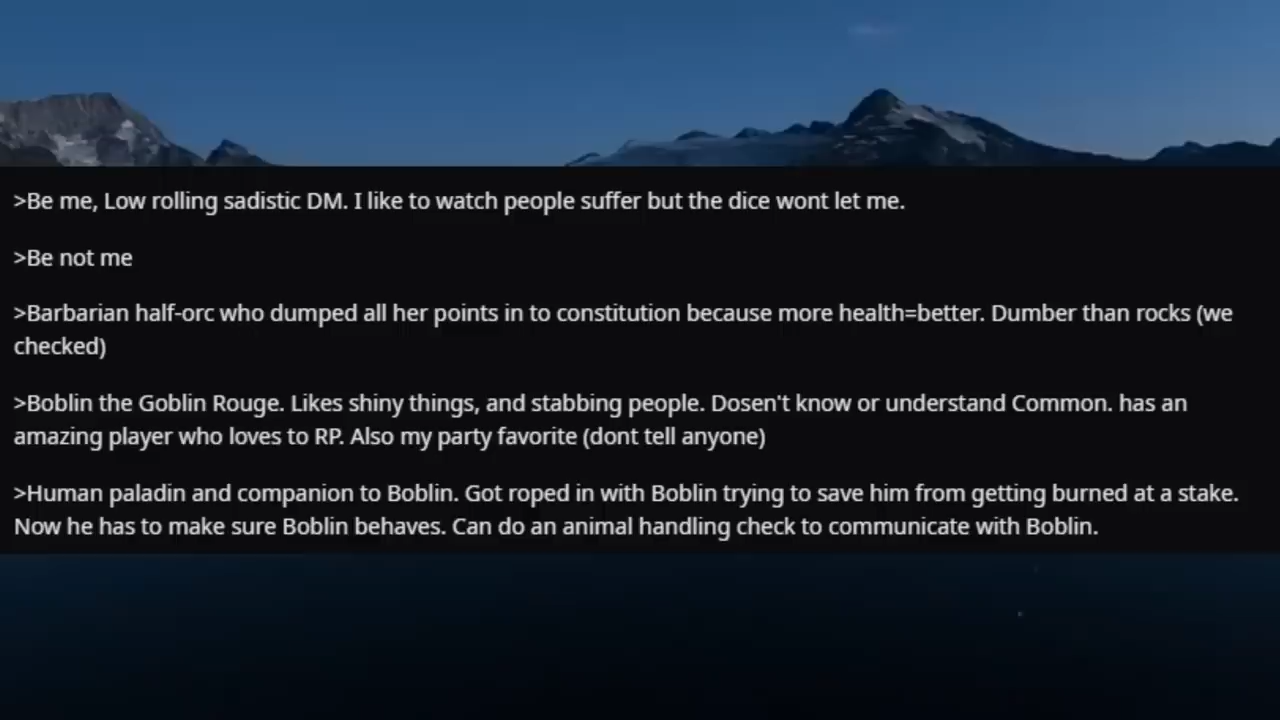 >Be me, Low rolling sadistic DM. I like to watch people suffer but the dice wont let me.
>Be not me
>Barbarian half-orc who dumped all her points in to constitution because more health=better. Dumber than rocks (we
checked)
>Boblin the Goblin Rouge. Likes shiny things, and stabbing people. Dosen't know or understand Common. has an
amazing player who loves to RP. Also my party favorite (dont tell anyone)
>Human paladin and companion to Boblin. Got roped in with Boblin trying to save him from getting burned at a stake.
Now he has to make sure Boblin behaves. Can do an animal handling check to communicate with Boblin.